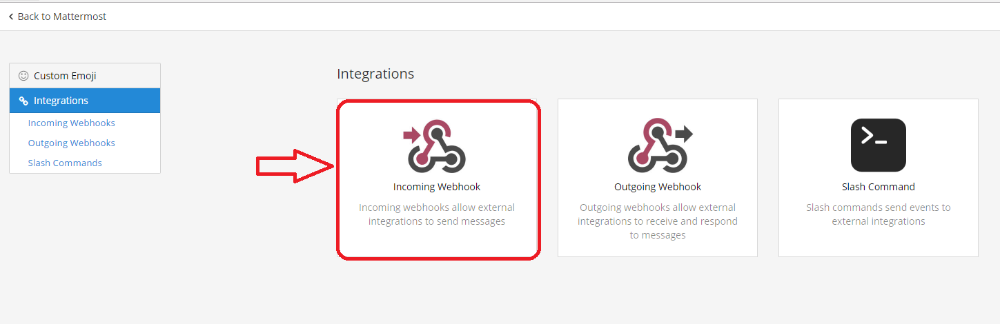 Back to Mattermost
Custom Emoji
Integrations
Incoming Webhooks
Outgoing Webhooks
Slash Commands
Integrations
Incoming Webhook
Incoming webhooks allow external
integrations to send messages
Outgoing Webhook
Outgoing webhooks allow external
integrations to receive and respond
to messages
Slash Command
Slash commands send events to
external integrations